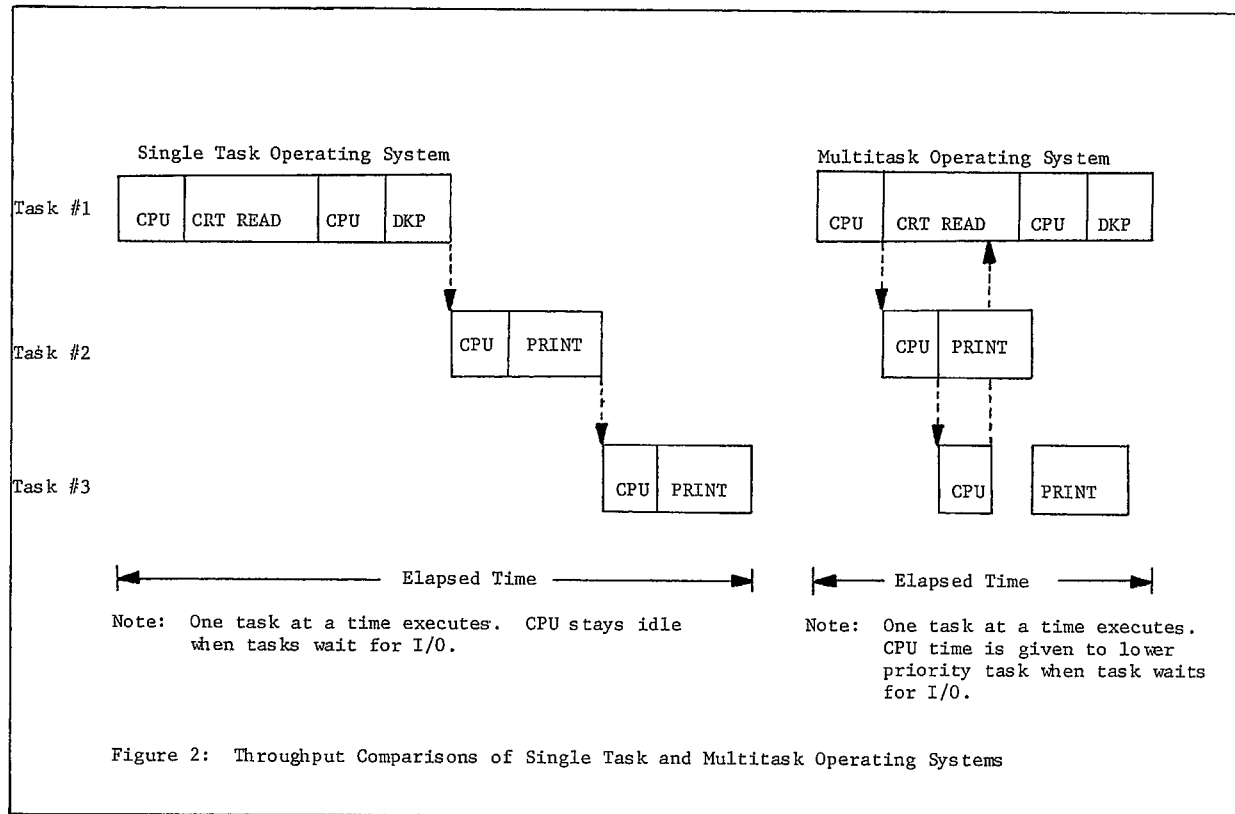 Single Task Operating System
Multitask Operating System
Task #1
CPU
CRT READ
CPU
DKP
CPU
CRT READ
CPU
DKP
Task #2
CPU
PRINT
CPU
PRINT
Task #3
CPU
PRINT
CPU
PRINT
Elapsed Time
Elapsed Time
Note: One task at a time executes. CPU stays idle
when tasks wait for I/O.
Note: One task at a time executes.
CPU time is given to lower
priority task when task waits
for I/O.
Figure 2: Throughput Comparisons of Single Task and Multitask Operating Systems